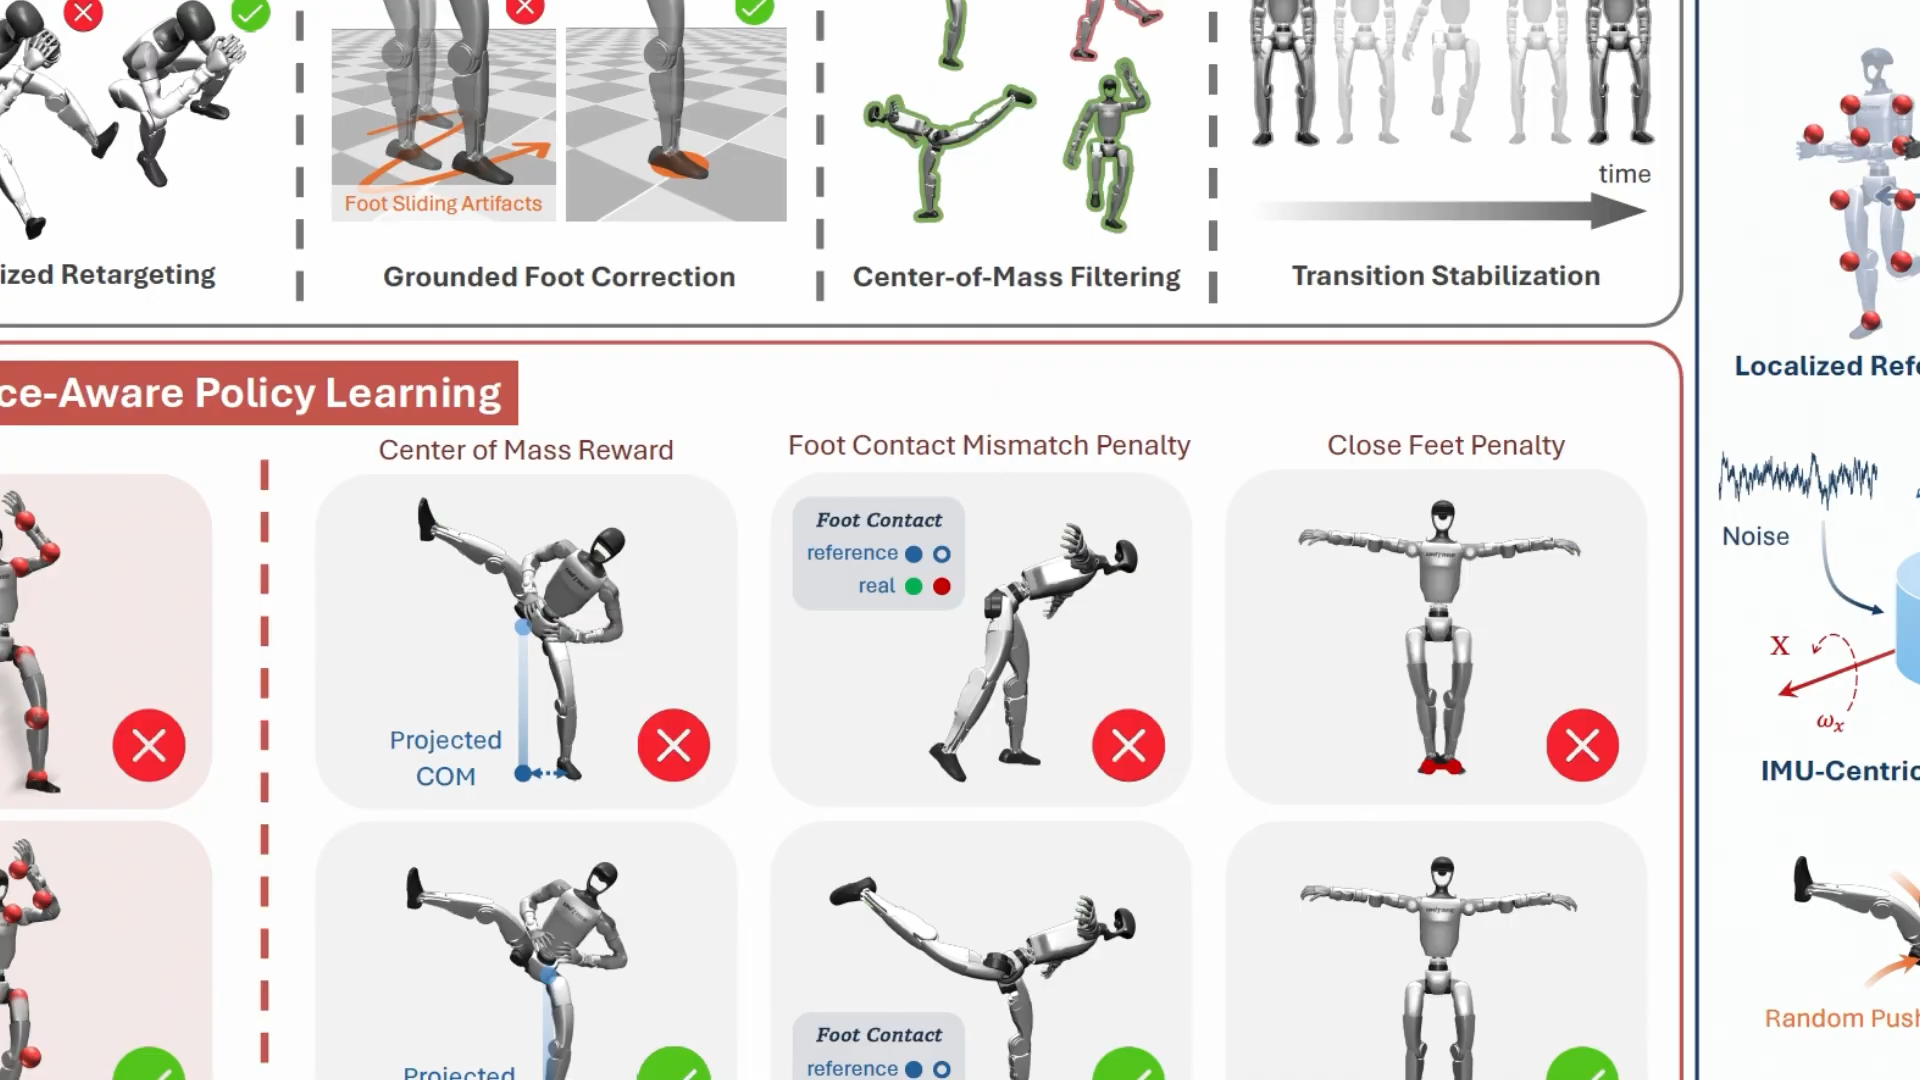 Foot Sliding Artifacts
time
ized Retargeting
Grounded Foot Correction
Center-of-Mass Filtering
Transition Stabilization
Localized Refe
ce-Aware Policy Learning
Center of Mass Reward
Foot Contact Mismatch Penalty
Close Feet Penalty
Foot Contact
reference
real
Projected
COM
Noise
X
ωx
IMU-Centric
Foot Contact
reference
Projected
Random Push